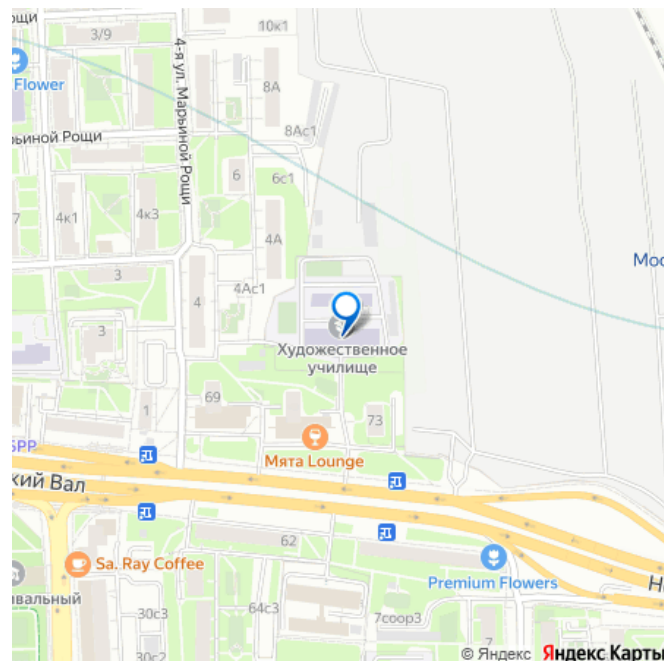 рощи
3/9
10к1
Flower
4-я ул. Марьиной Рощи
8А
8Ас1
рьиной Рощи
6
6с1
4к1
4к3
4А
7
3
4
4Ас1
3
Мос
Художественное
училище
69
73
1
БРР
Мята Lounge
кий Вал
62
Sa. Ray Coffee
Premium Flowers
Н
ивальный
30с3
64с3
7соор3
7
30с2
© Яндекс Яндекс Карты